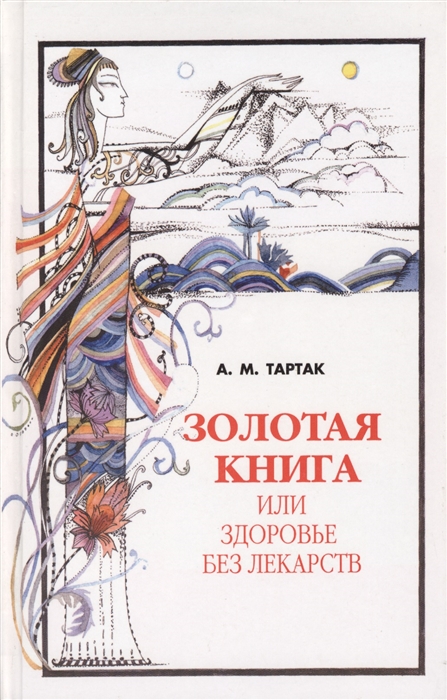 А. М. ТАРТАК
ЗОЛОТАЯ
КНИГА
ИЛИ
ЗДОРОВЬЕ
БЕЗ ЛЕКАРСТВ